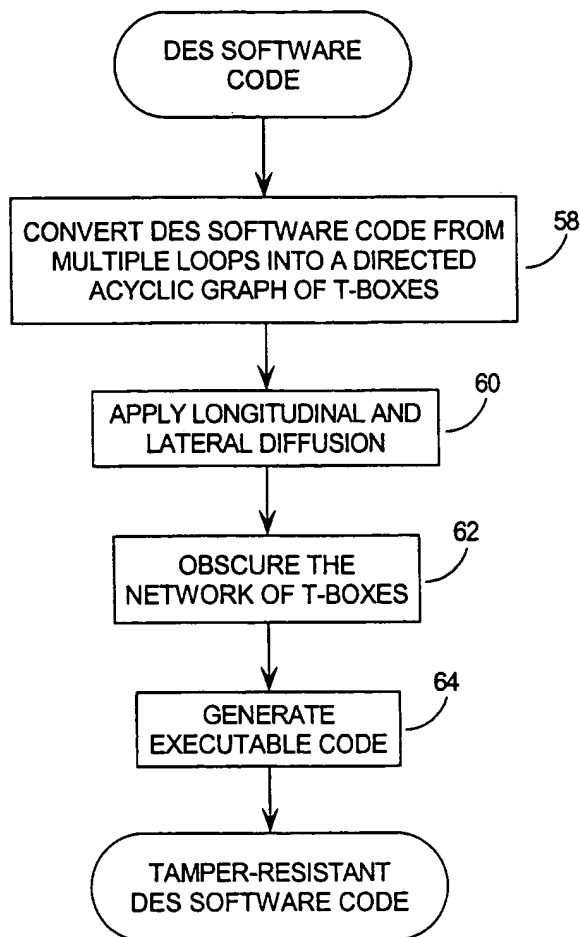 DES SOFTWARE
CODE
CONVERT DES SOFTWARE CODE FROM
MULTIPLE LOOPS INTO A DIRECTED
ACYCLIC GRAPH OF T-BOXES
58
APPLY LONGITUDINAL AND
LATERAL DIFFUSION
60
OBSCURE THE
NETWORK OF T-BOXES
62
GENERATE
EXECUTABLE CODE
64
TAMPER-RESISTANT
DES SOFTWARE CODE